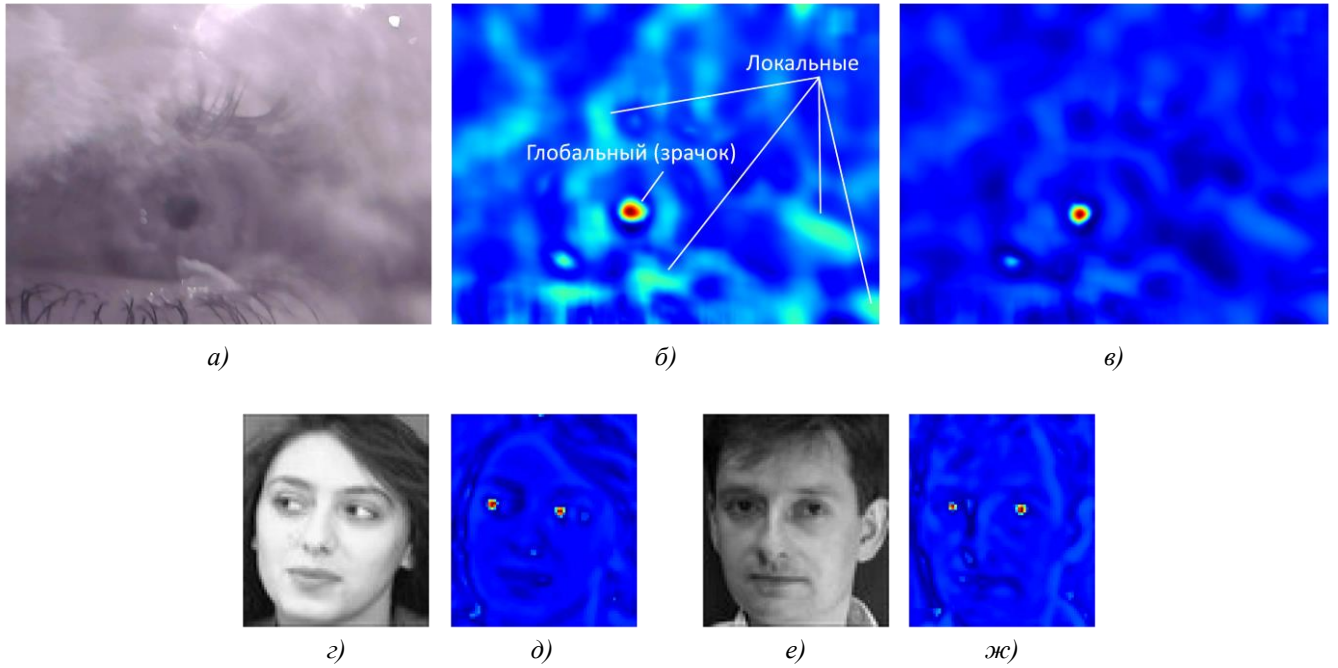 Локальные
Глобальный (зрачок)
а)
б)
в)
г)
д)
е)
ж)